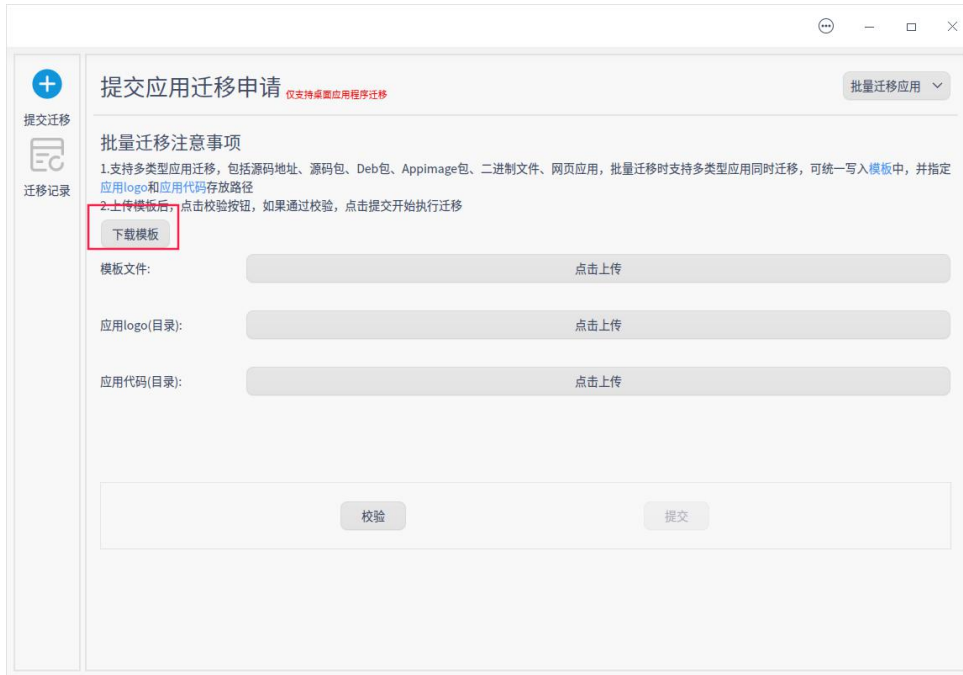 提交应用迁移申请 仅支持桌面应用程序迁移
批量迁移应用
提交迁移
迁移记录
批量迁移注意事项
1.支持多类型应用迁移，包括源码地址、源码包、Deb包、Appimage包、二进制文件、网页应用，批量迁移时支持多类型应用同时迁移，可统一写入模板中，并指定
应用logo和应用代码存放路径
2.上传模板后，点击校验按钮，如果通过校验，点击提交开始执行迁移
下载模板
模板文件: 点击上传
应用logo(目录): 点击上传
应用代码(目录): 点击上传
校验 提交